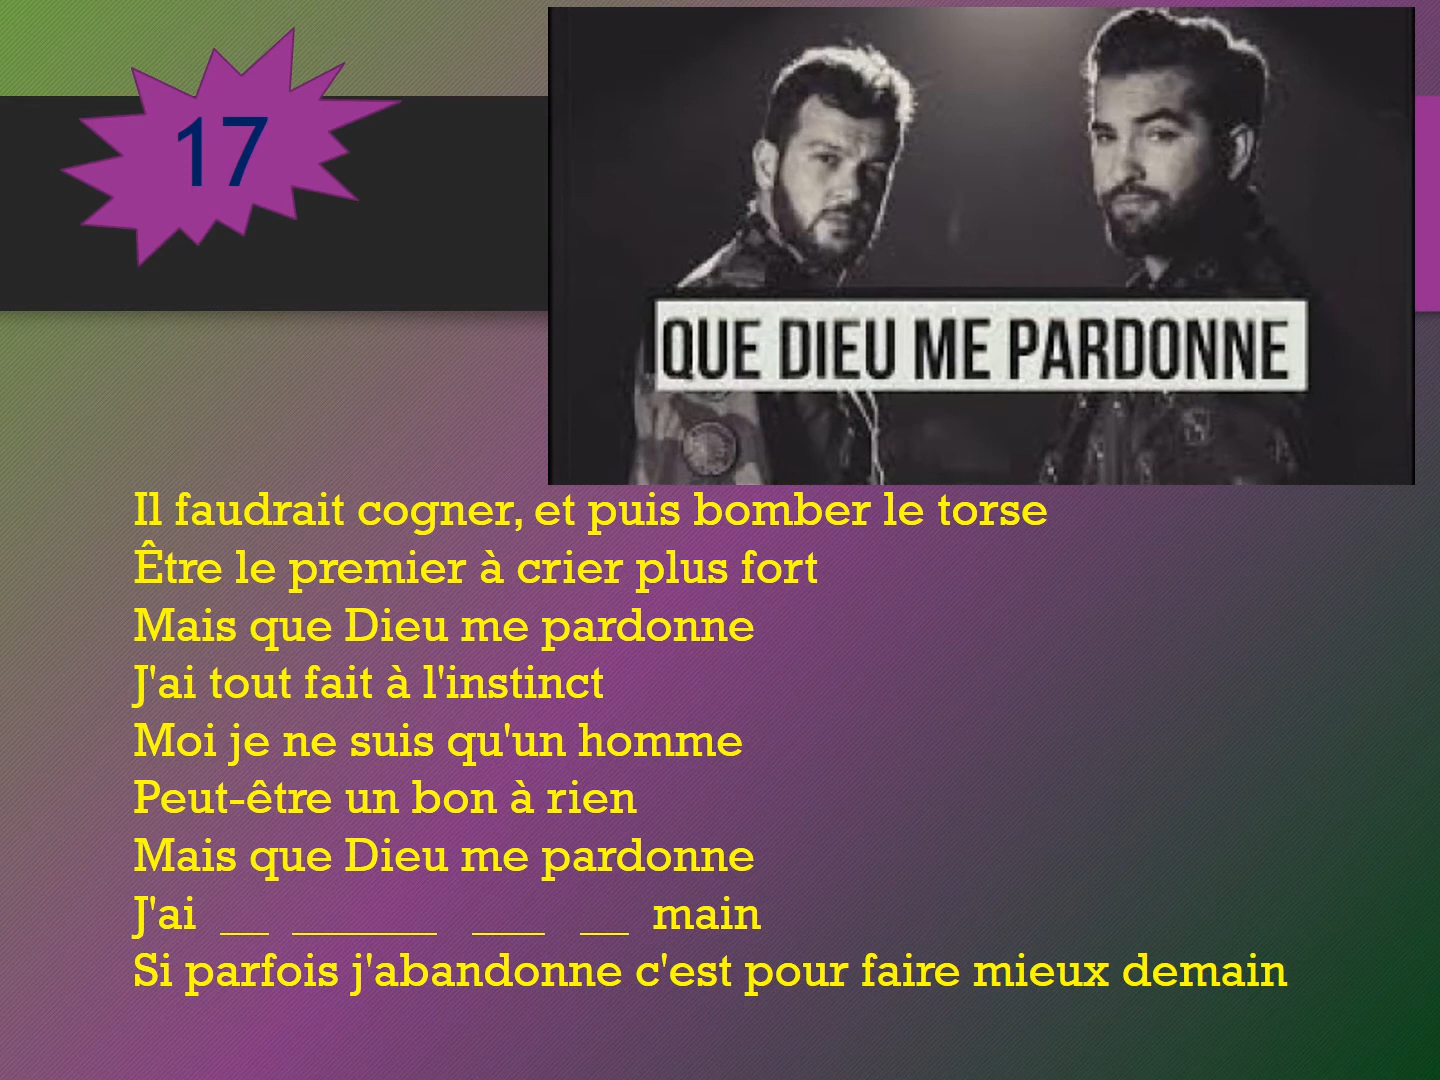 17
QUE DIEU ME PARDONNE
Il faudrait cogner, et puis bomber le torse
Être le premier à crier plus fort
Mais que Dieu me pardonne
J'ai tout fait à l'instinct
Moi je ne suis qu'un homme
Peut-être un bon à rien
Mais que Dieu me pardonne
J'ai __ ______ ___ __ main
Si parfois j'abandonne c'est pour faire mieux demain